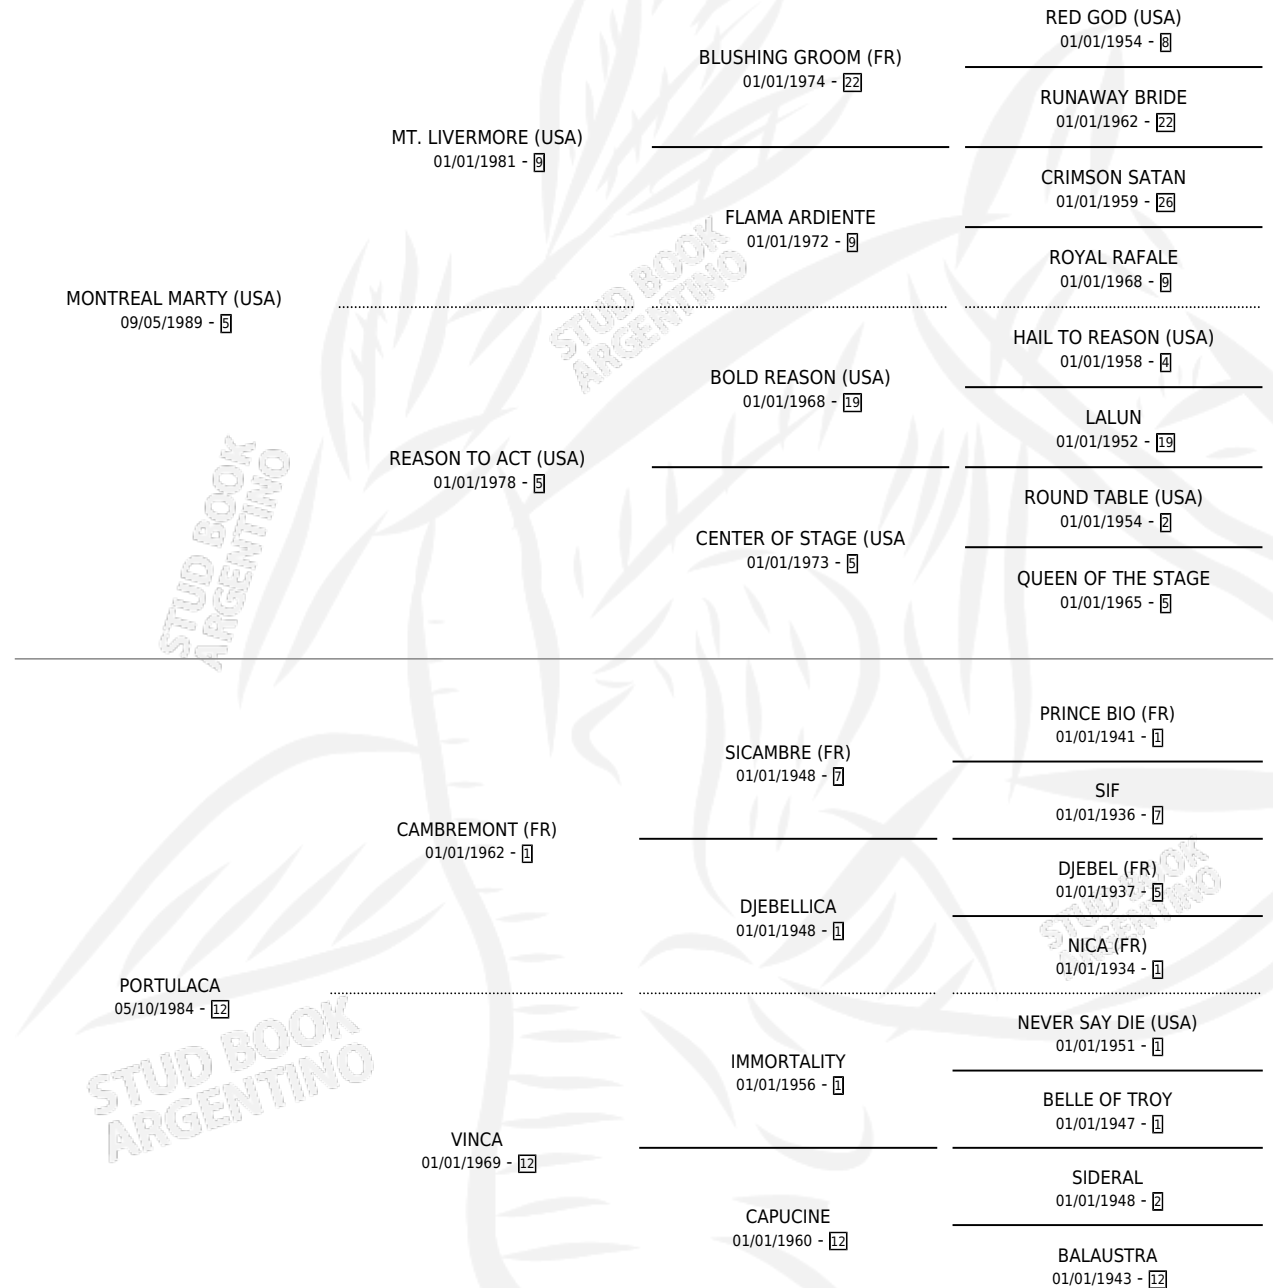 RED GOD (USA)
01/01/1954 - 8
BLUSHING GROOM (FR)
01/01/1974 - 22
RUNAWAY BRIDE
01/01/1962 - 22
MT. LIVERMORE (USA)
01/01/1981 - 9
CRIMSON SATAN
01/01/1959 - 26
FLAMA ARDIENTE
01/01/1972 - 9
ROYAL RAFALE
01/01/1968 - 9
MONTREAL MARTY (USA)
09/05/1989 - 5
HAIL TO REASON (USA)
01/01/1958 - 4
BOLD REASON (USA)
01/01/1968 - 19
LALUN
01/01/1952 - 19
REASON TO ACT (USA)
01/01/1978 - 5
ROUND TABLE (USA)
01/01/1954 - 2
CENTER OF STAGE (USA
01/01/1973 - 5
QUEEN OF THE STAGE
01/01/1965 - 5
PRINCE BIO (FR)
01/01/1941 - 1
SICAMBRE (FR)
01/01/1948 - 7
SIF
01/01/1936 - 7
CAMBREMONT (FR)
01/01/1962 - 1
DJEBEL (FR)
01/01/1937 - 5
DJEBELLICA
01/01/1948 - 1
NICA (FR)
01/01/1934 - 1
PORTULACA
05/10/1984 - 12
NEVER SAY DIE (USA)
01/01/1951 - 1
IMMORTALITY
01/01/1956 - 1
BELLE OF TROY
01/01/1947 - 1
VINCA
01/01/1969 - 12
SIDERAL
01/01/1948 - 2
CAPUCINE
01/01/1960 - 12
BALAUSTRA
01/01/1943 - 12
STUD BOOK
ARGENTINO
STUD BOOK
ARGENTINO
STUD BOOK
ARGENTINO
STUD BOOK
ARGENTINO